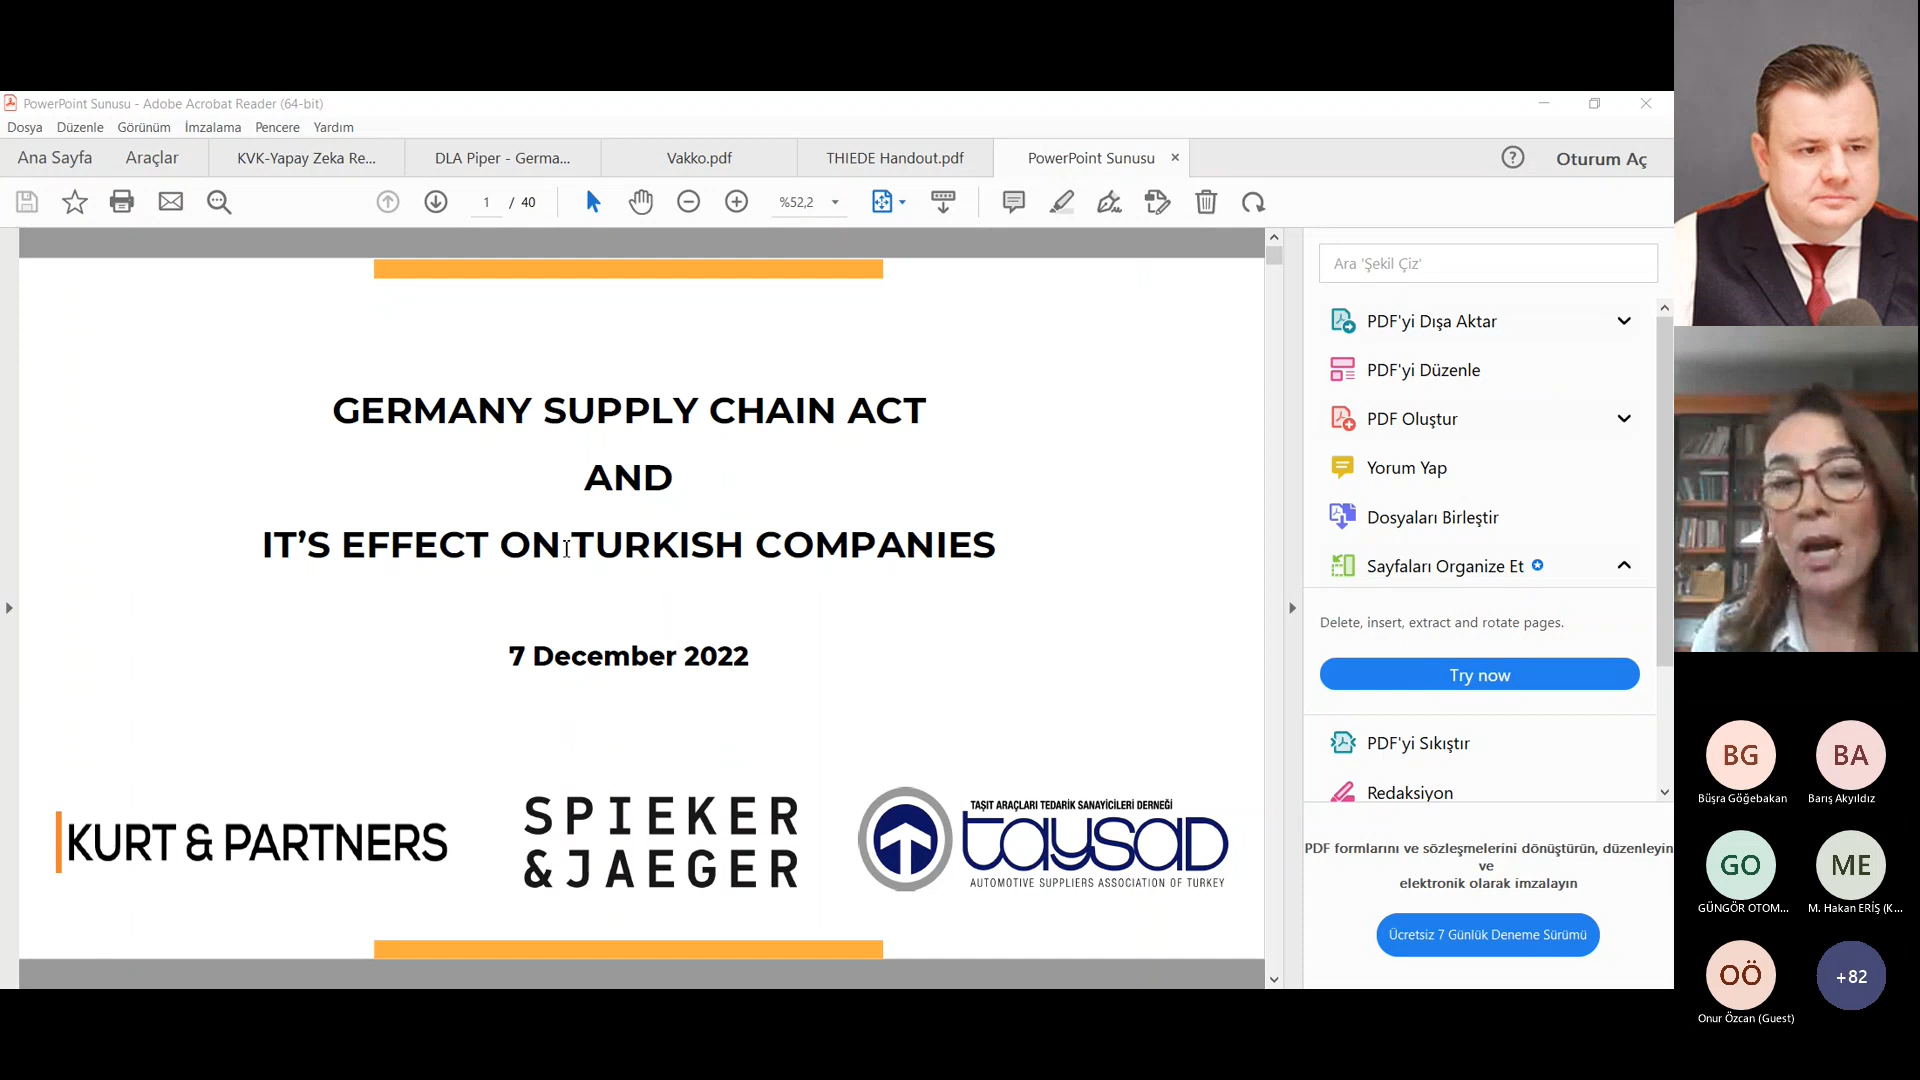 PowerPoint Sunusu - Adobe Acrobat Reader (64-bit)
Dosya Düzenle Görünüm İmzalama Pencere Yardım
Ana Sayfa Araçlar KVK-Yapay Zeka Re... DLA Piper - Germa... Vakko.pdf THIEDE Handout.pdf PowerPoint Sunusu × ? Oturum Aç
1 / 40 %52,2
GERMANY SUPPLY CHAIN ACT
AND
IT’S EFFECT ON TURKISH COMPANIES
7 December 2022
KURT & PARTNERS
SPIEKER
& JAEGER
TAŞIT ARAÇLARI TEDARİK SANAYİCİLERİ DERNEĞİ
taysad
AUTOMOTIVE SUPPLIERS ASSOCIATION OF TURKEY
Ara 'Şekil Çiz'
PDF'yi Dışa Aktar
PDF'yi Düzenle
PDF Oluştur
Yorum Yap
Dosyaları Birleştir
Sayfaları Organize Et
Delete, insert, extract and rotate pages.
Try now
PDF'yi Sıkıştır
Redaksiyon
PDF formlarını ve sözleşmelerini dönüştürün, düzenleyin
ve
elektronik olarak imzalayın
Ücretsiz 7 Günlük Deneme Sürümü
BG BA
Büşra Göğebakan Barış Akyıldız
GO ME
GÜNGÖR OTOM... M. Hakan ERİŞ (K...
OÖ +82
Onur Özcan (Guest)